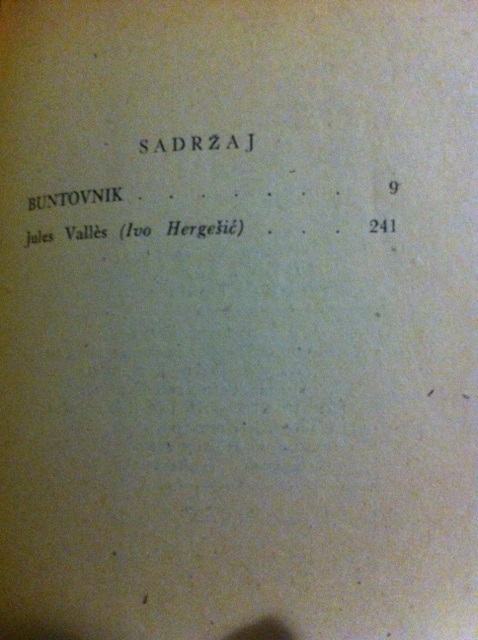 SADRŽAJ
BUNTOVNIK . . . . . . . 9
Jules Vallès (Ivo Hergešić) . . . 241